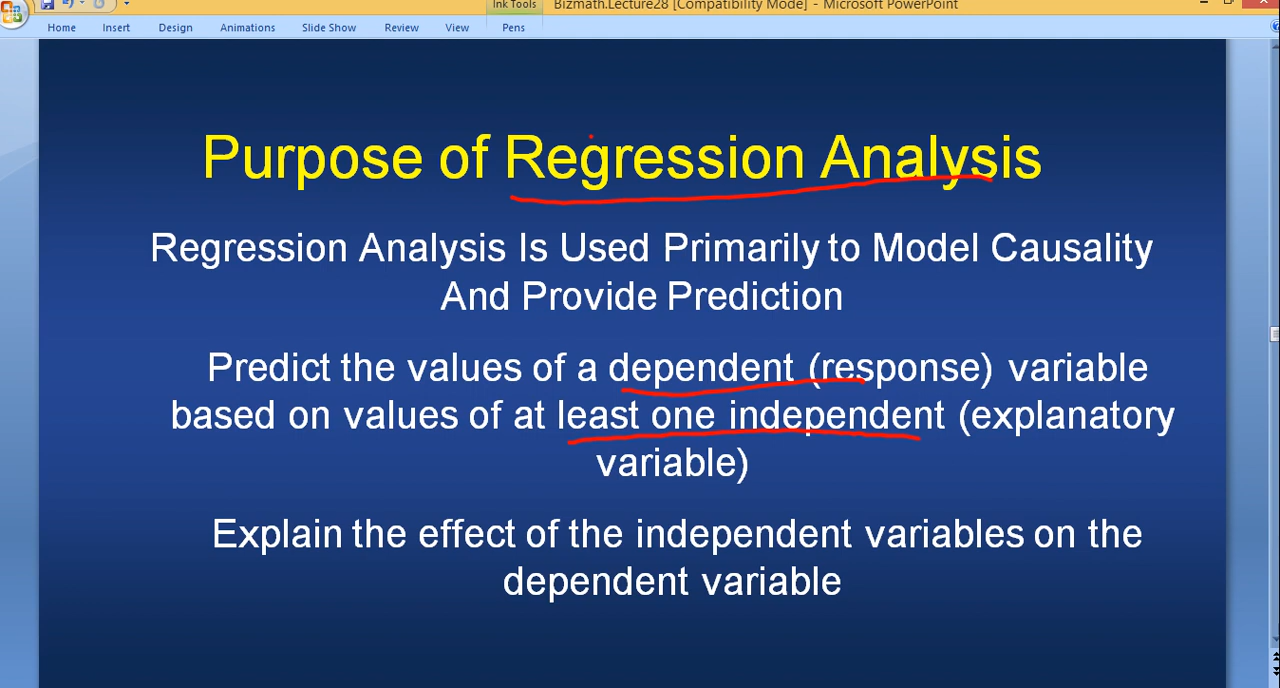 Ink Tools
Bizmath.Lecture28 [Compatibility Mode] - Microsoft PowerPoint
Home Insert Design Animations Slide Show Review View Pens
Purpose of Regression Analysis
Regression Analysis Is Used Primarily to Model Causality
And Provide Prediction
Predict the values of a dependent (response) variable
based on values of at least one independent (explanatory
variable)
Explain the effect of the independent variables on the
dependent variable